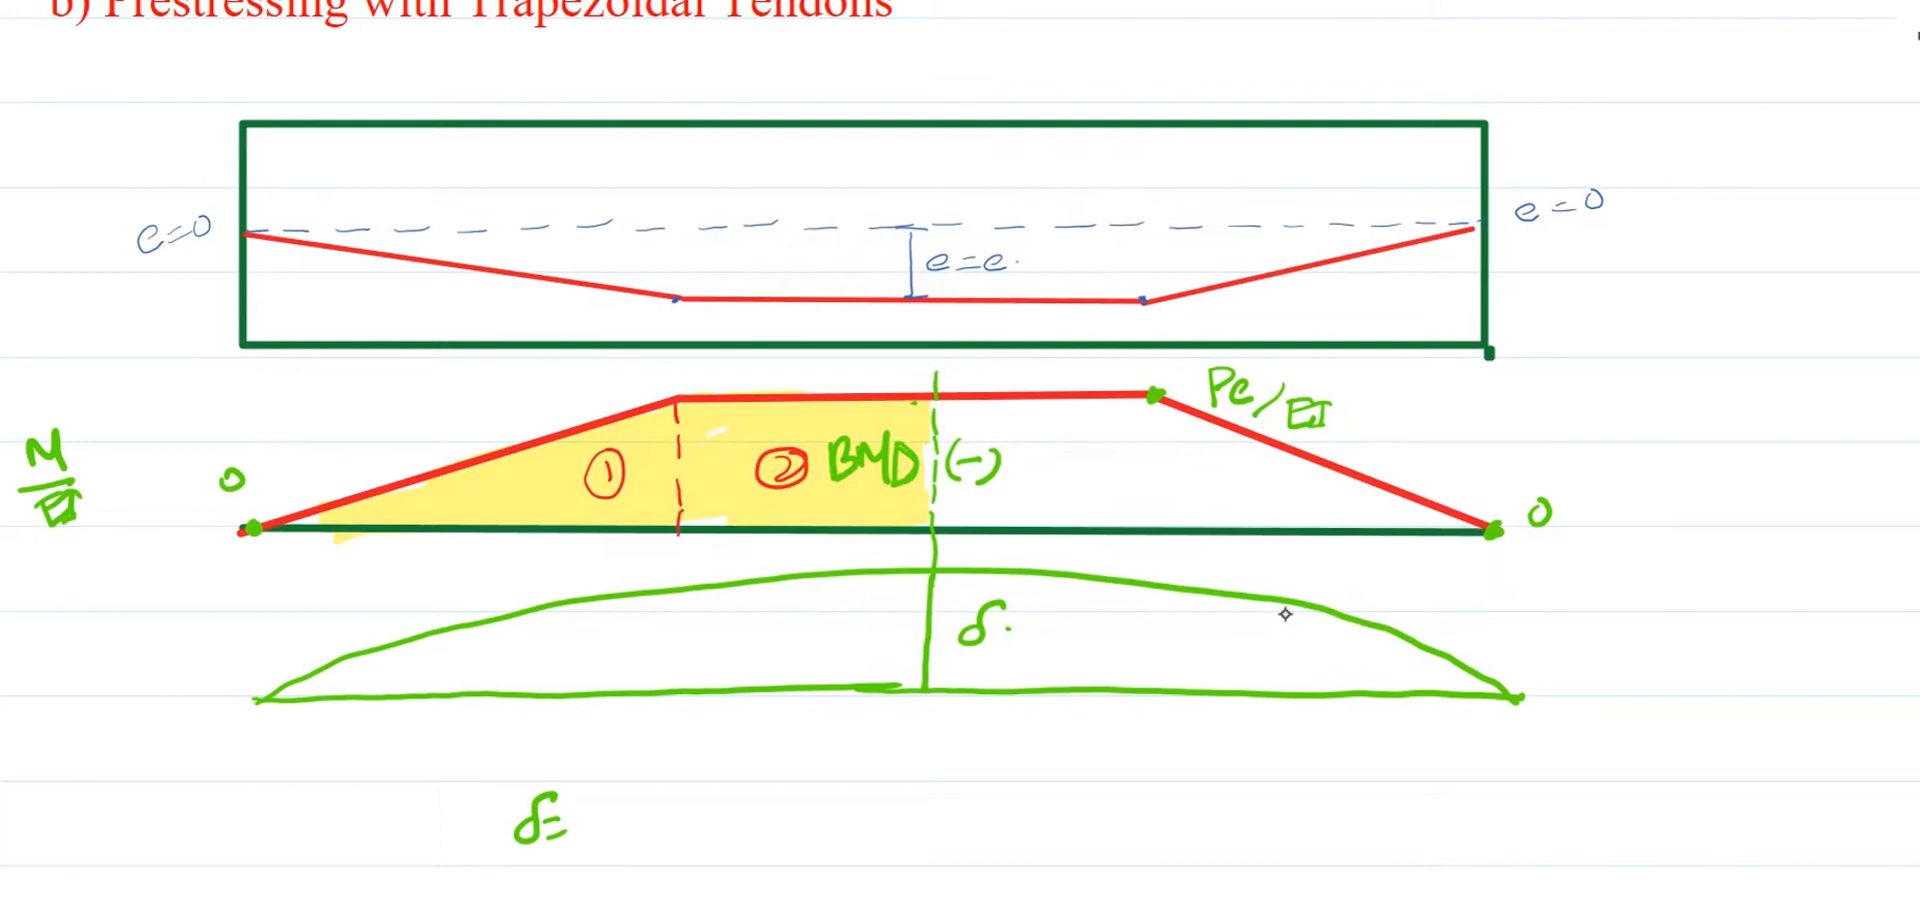 b) Prestressing with Trapezoidal Tendons
e=0
e=0
e=e.
Pe/EI
M/EI
0
①
② BMD (-)
0
δ.
δ=